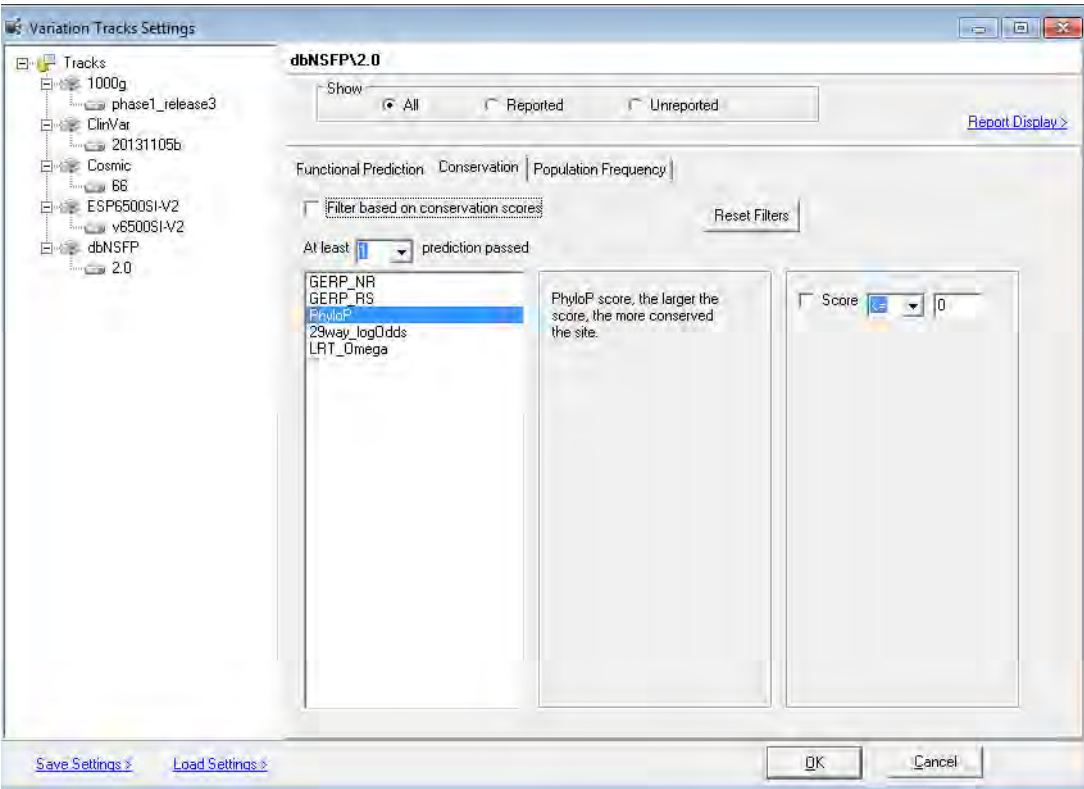 Variation Tracks Settings
Tracks
1000g
phase1_release3
ClinVar
20131105b
Cosmic
66
ESP6500SI-V2
v6500SI-V2
dbNSFP
2.0
dbNSFP\2.0
Show
All Reported Unreported
Report Display >
Functional Prediction Conservation Population Frequency
Filter based on conservation scores
Reset Filters
At least 1 prediction passed
GERP_NR
GERP_RS
PhyloP
29way_logOdds
LRT_Omega
PhyloP score, the larger the
score, the more conserved
the site.
Score <= 0
Save Settings >
Load Settings >
OK
Cancel